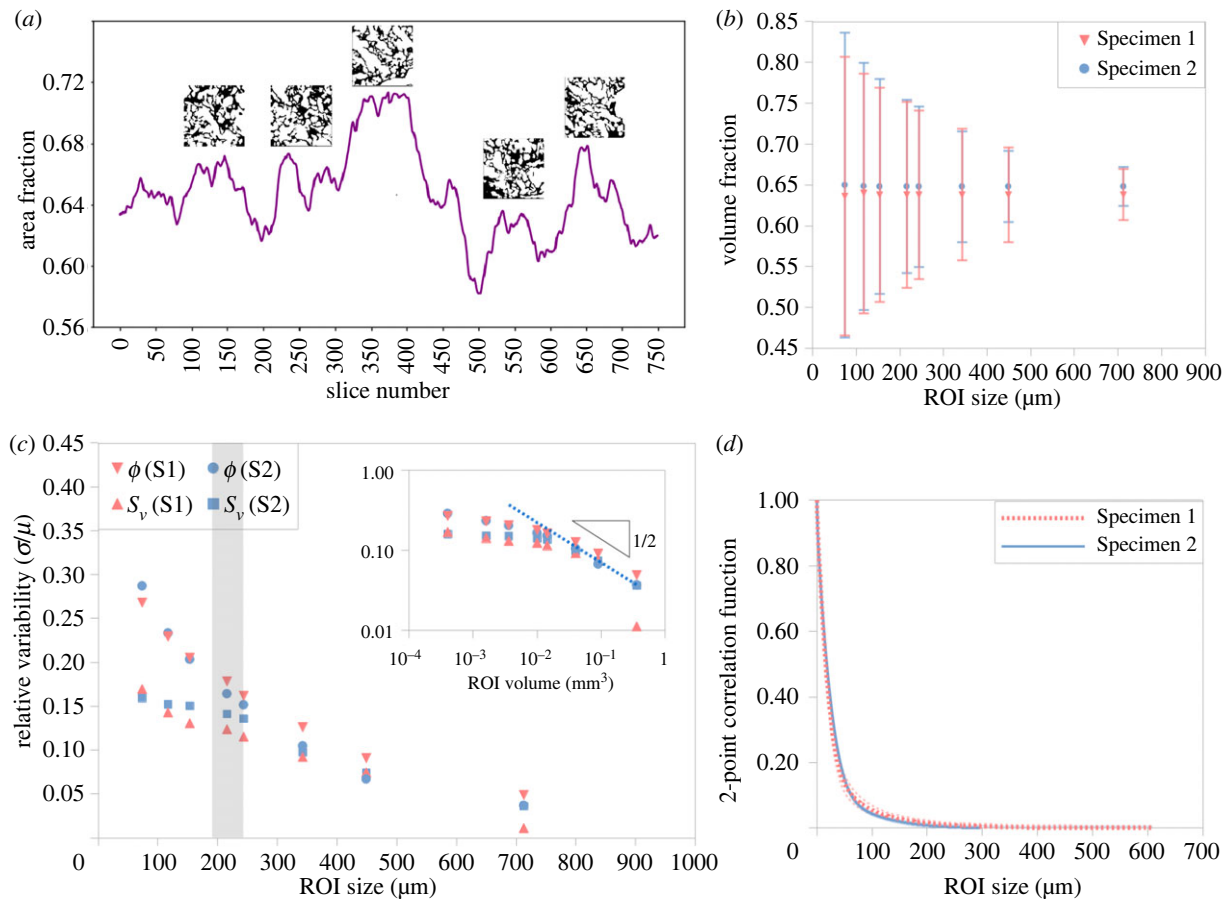 (a)
0.72
0.68
0.64
0.60
0.56
area fraction
0
50
100
150
200
250
300
350
400
450
500
550
600
650
700
750
slice number
(b)
0.85
0.80
0.75
0.70
0.65
0.60
0.55
0.50
0.45
volume fraction
Specimen 1
Specimen 2
0 100 200 300 400 500 600 700 800 900
ROI size (µm)
(c)
0.45
0.40
0.35
0.30
0.25
0.20
0.15
0.10
0.05
relative variability (σ/µ)
ϕ (S1) ϕ (S2)
Sᵥ (S1) Sᵥ (S2)
1.00
0.10
0.01
1/2
10⁻⁴ 10⁻³ 10⁻² 10⁻¹ 1
ROI volume (mm³)
0 100 200 300 400 500 600 700 800 900 1000
ROI size (µm)
(d)
1.00
0.80
0.60
0.40
0.20
2-point correlation function
Specimen 1
Specimen 2
0 100 200 300 400 500 600 700
ROI size (µm)